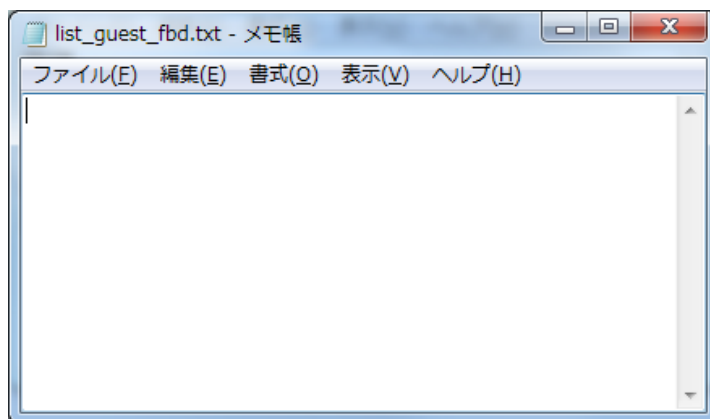 list_guest_fbd.txt - メモ帳
ファイル(F) 編集(E) 書式(O) 表示(V) ヘルプ(H)